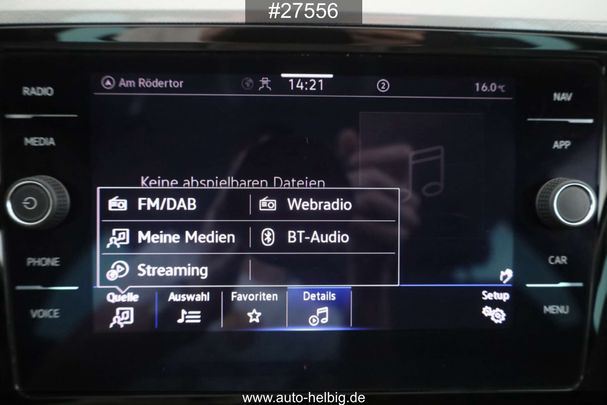 #27556
RADIO
Am Rödertor
14:21
2
16.0°C
NAV
MEDIA
APP
Keine abspielbaren Dateien
FM/DAB
Webradio
Meine Medien
BT-Audio
Streaming
PHONE
CAR
Quelle
Auswahl
Favoriten
Details
Setup
VOICE
MENU
www.auto-helbig.de